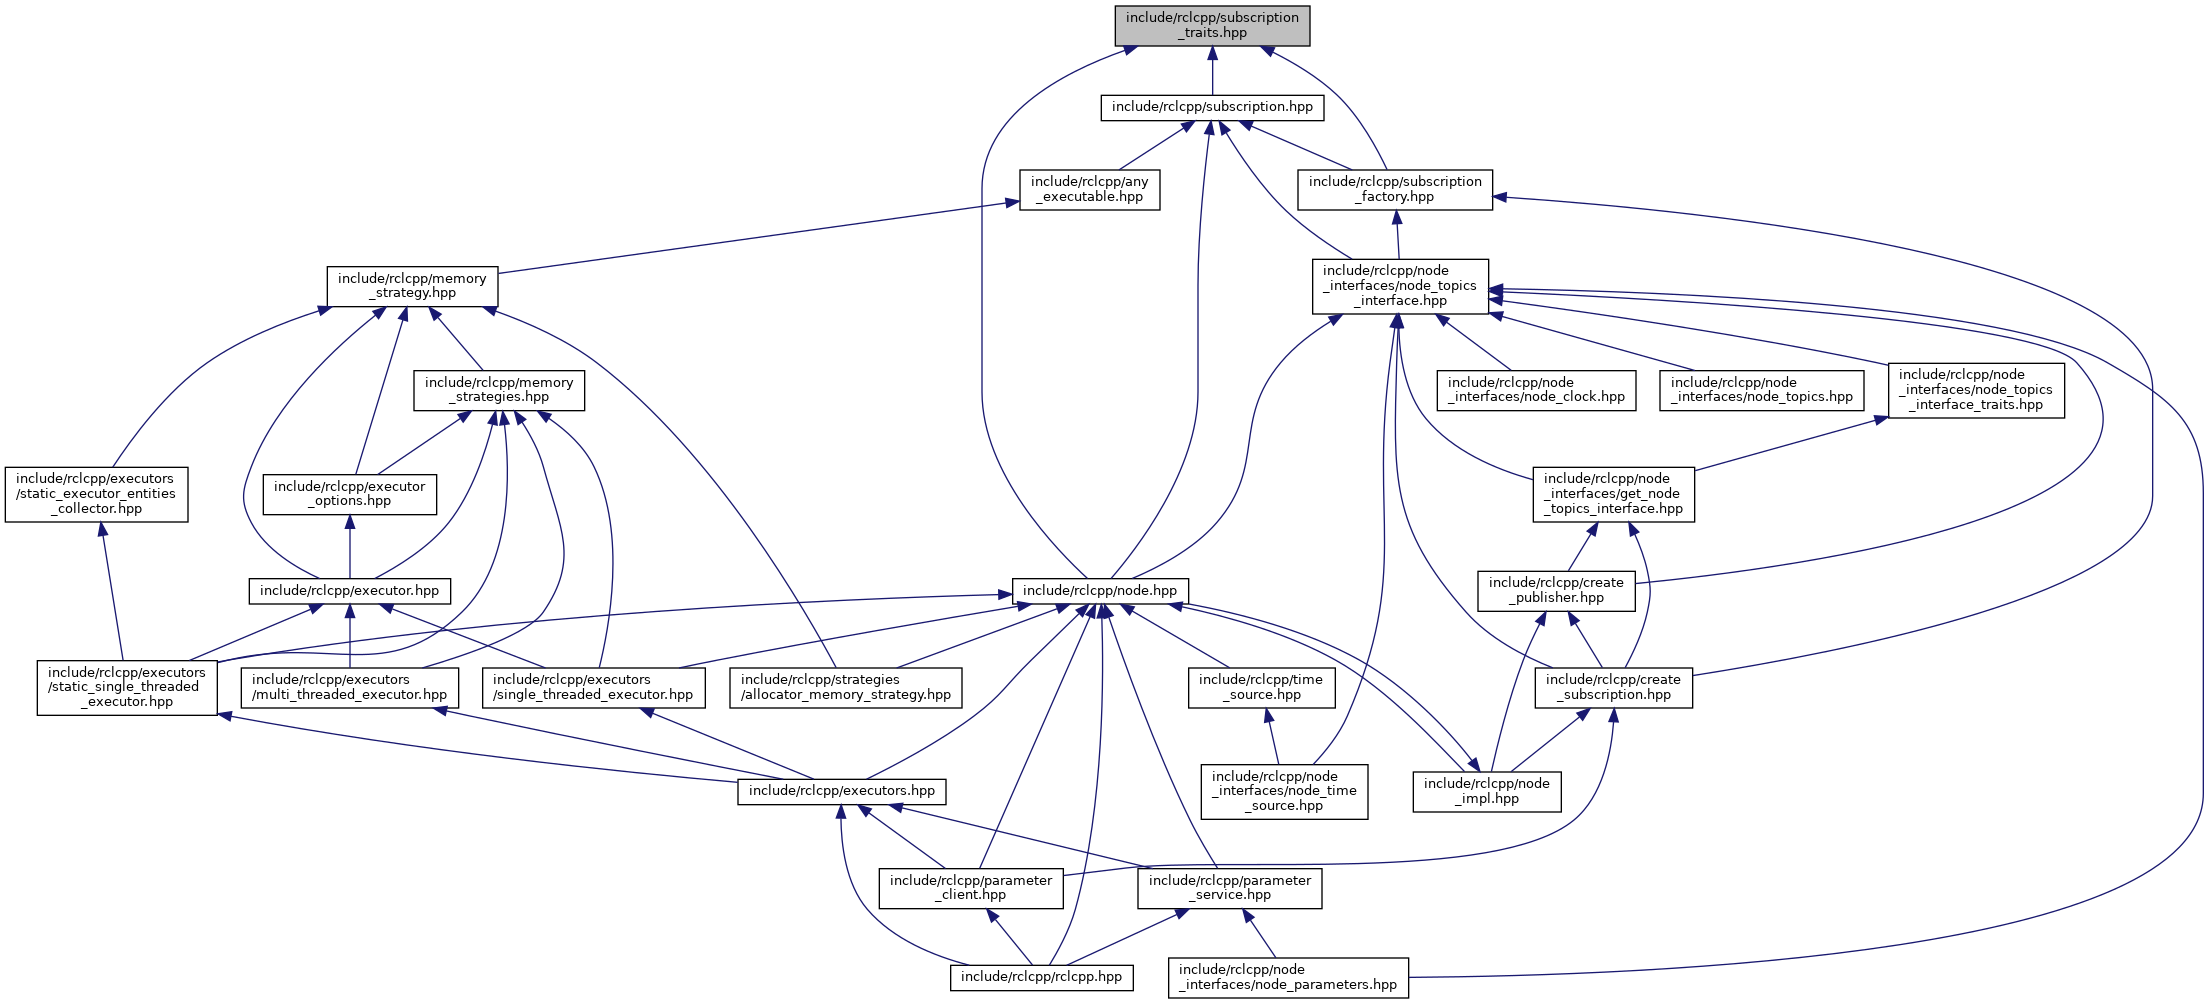 include/rclcpp/subscription
_traits.hpp
include/rclcpp/subscription.hpp
include/rclcpp/any
_executable.hpp
include/rclcpp/subscription
_factory.hpp
include/rclcpp/memory
_strategy.hpp
include/rclcpp/node
_interfaces/node_topics
_interface.hpp
include/rclcpp/memory
_strategies.hpp
include/rclcpp/node
_interfaces/node_clock.hpp
include/rclcpp/node
_interfaces/node_topics.hpp
include/rclcpp/node
_interfaces/node_topics
_interface_traits.hpp
include/rclcpp/executors
/static_executor_entities
_collector.hpp
include/rclcpp/executor
_options.hpp
include/rclcpp/node
_interfaces/get_node
_topics_interface.hpp
include/rclcpp/executor.hpp
include/rclcpp/node.hpp
include/rclcpp/create
_publisher.hpp
include/rclcpp/executors
/static_single_threaded
_executor.hpp
include/rclcpp/executors
/multi_threaded_executor.hpp
include/rclcpp/executors
/single_threaded_executor.hpp
include/rclcpp/strategies
/allocator_memory_strategy.hpp
include/rclcpp/time
_source.hpp
include/rclcpp/create
_subscription.hpp
include/rclcpp/executors.hpp
include/rclcpp/node
_interfaces/node_time
_source.hpp
include/rclcpp/node
_impl.hpp
include/rclcpp/parameter
_client.hpp
include/rclcpp/parameter
_service.hpp
include/rclcpp/rclcpp.hpp
include/rclcpp/node
_interfaces/node_parameters.hpp